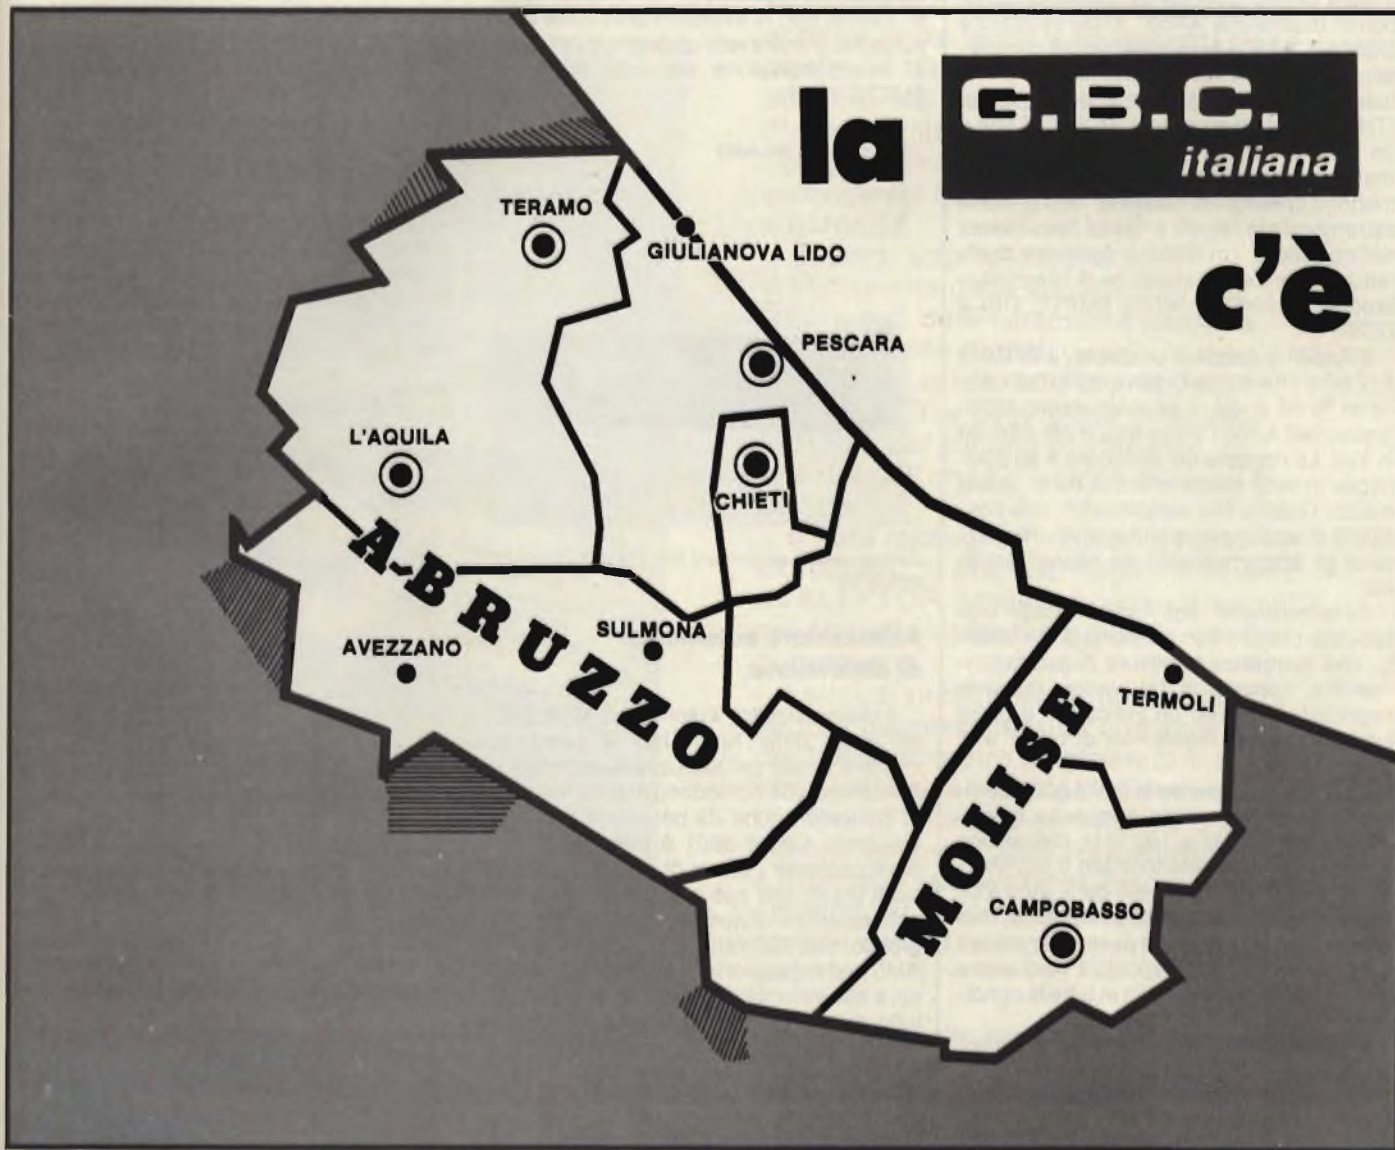 la G.B.C.
italiana
c'è
TERAMO
GIULIANOVA LIDO
PESCARA
L'AQUILA
CHIETI
A-BRUZZO
SULMONA
AVEZZANO
TERMOLI
MOLISE
CAMPOBASSO